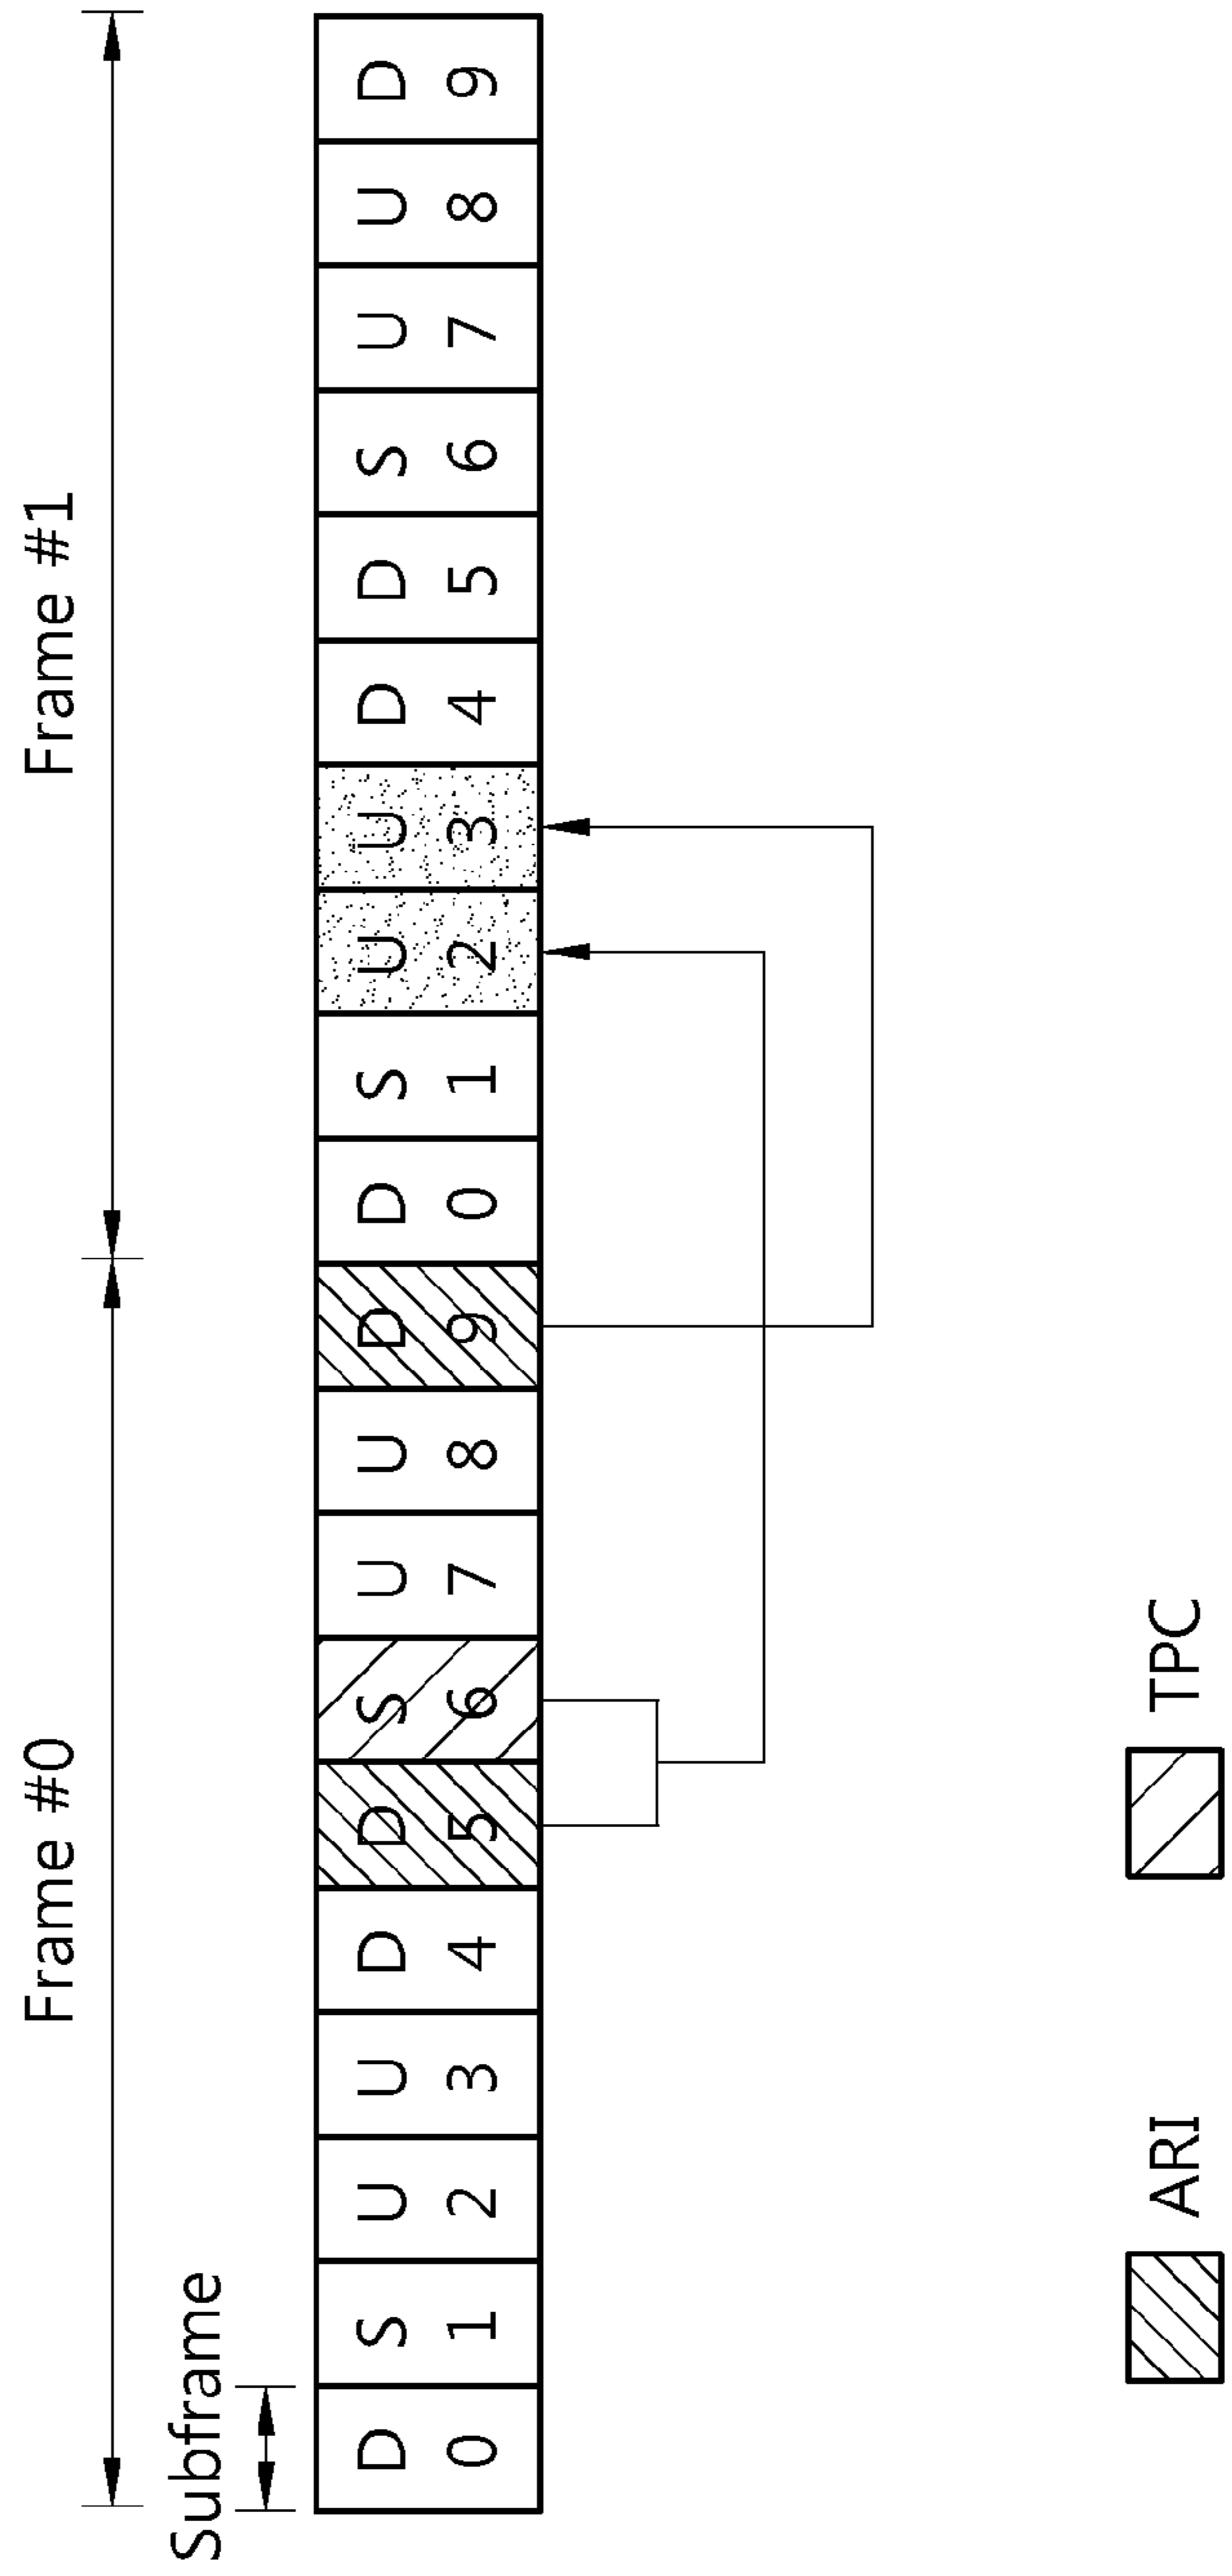 Frame #0
Frame #1
Subframe
D S U U D D S U U D D S U U D D S U U D
0 1 2 3 4 5 6 7 8 9 0 1 2 3 4 5 6 7 8 9
ARI
TPC